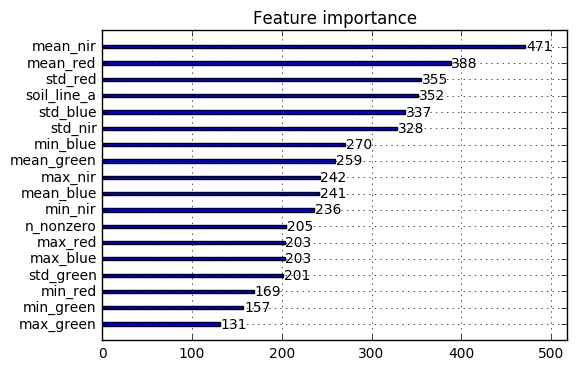 Feature importance
mean_nir 471
mean_red 388
std_red 355
soil_line_a 352
std_blue 337
std_nir 328
min_blue 270
mean_green 259
max_nir 242
mean_blue 241
min_nir 236
n_nonzero 205
max_red 203
max_blue 203
std_green 201
min_red 169
min_green 157
max_green 131
0 100 200 300 400 500